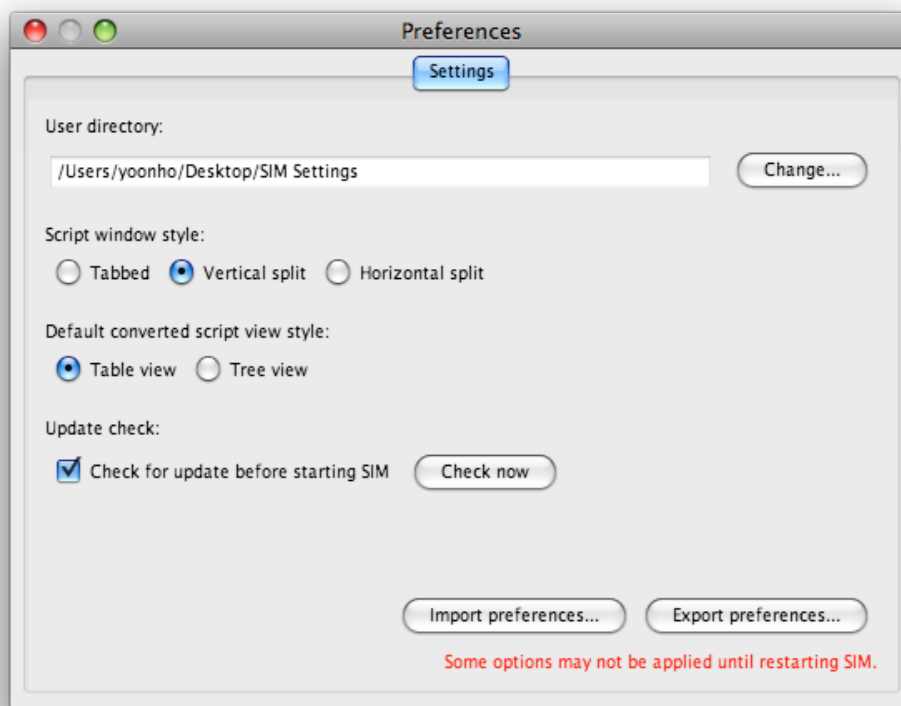 Preferences
Settings
User directory:
/Users/yoonho/Desktop/SIM Settings Change...
Script window style:
Tabbed Vertical split Horizontal split
Default converted script view style:
Table view Tree view
Update check:
Check for update before starting SIM Check now
Import preferences... Export preferences...
Some options may not be applied until restarting SIM.